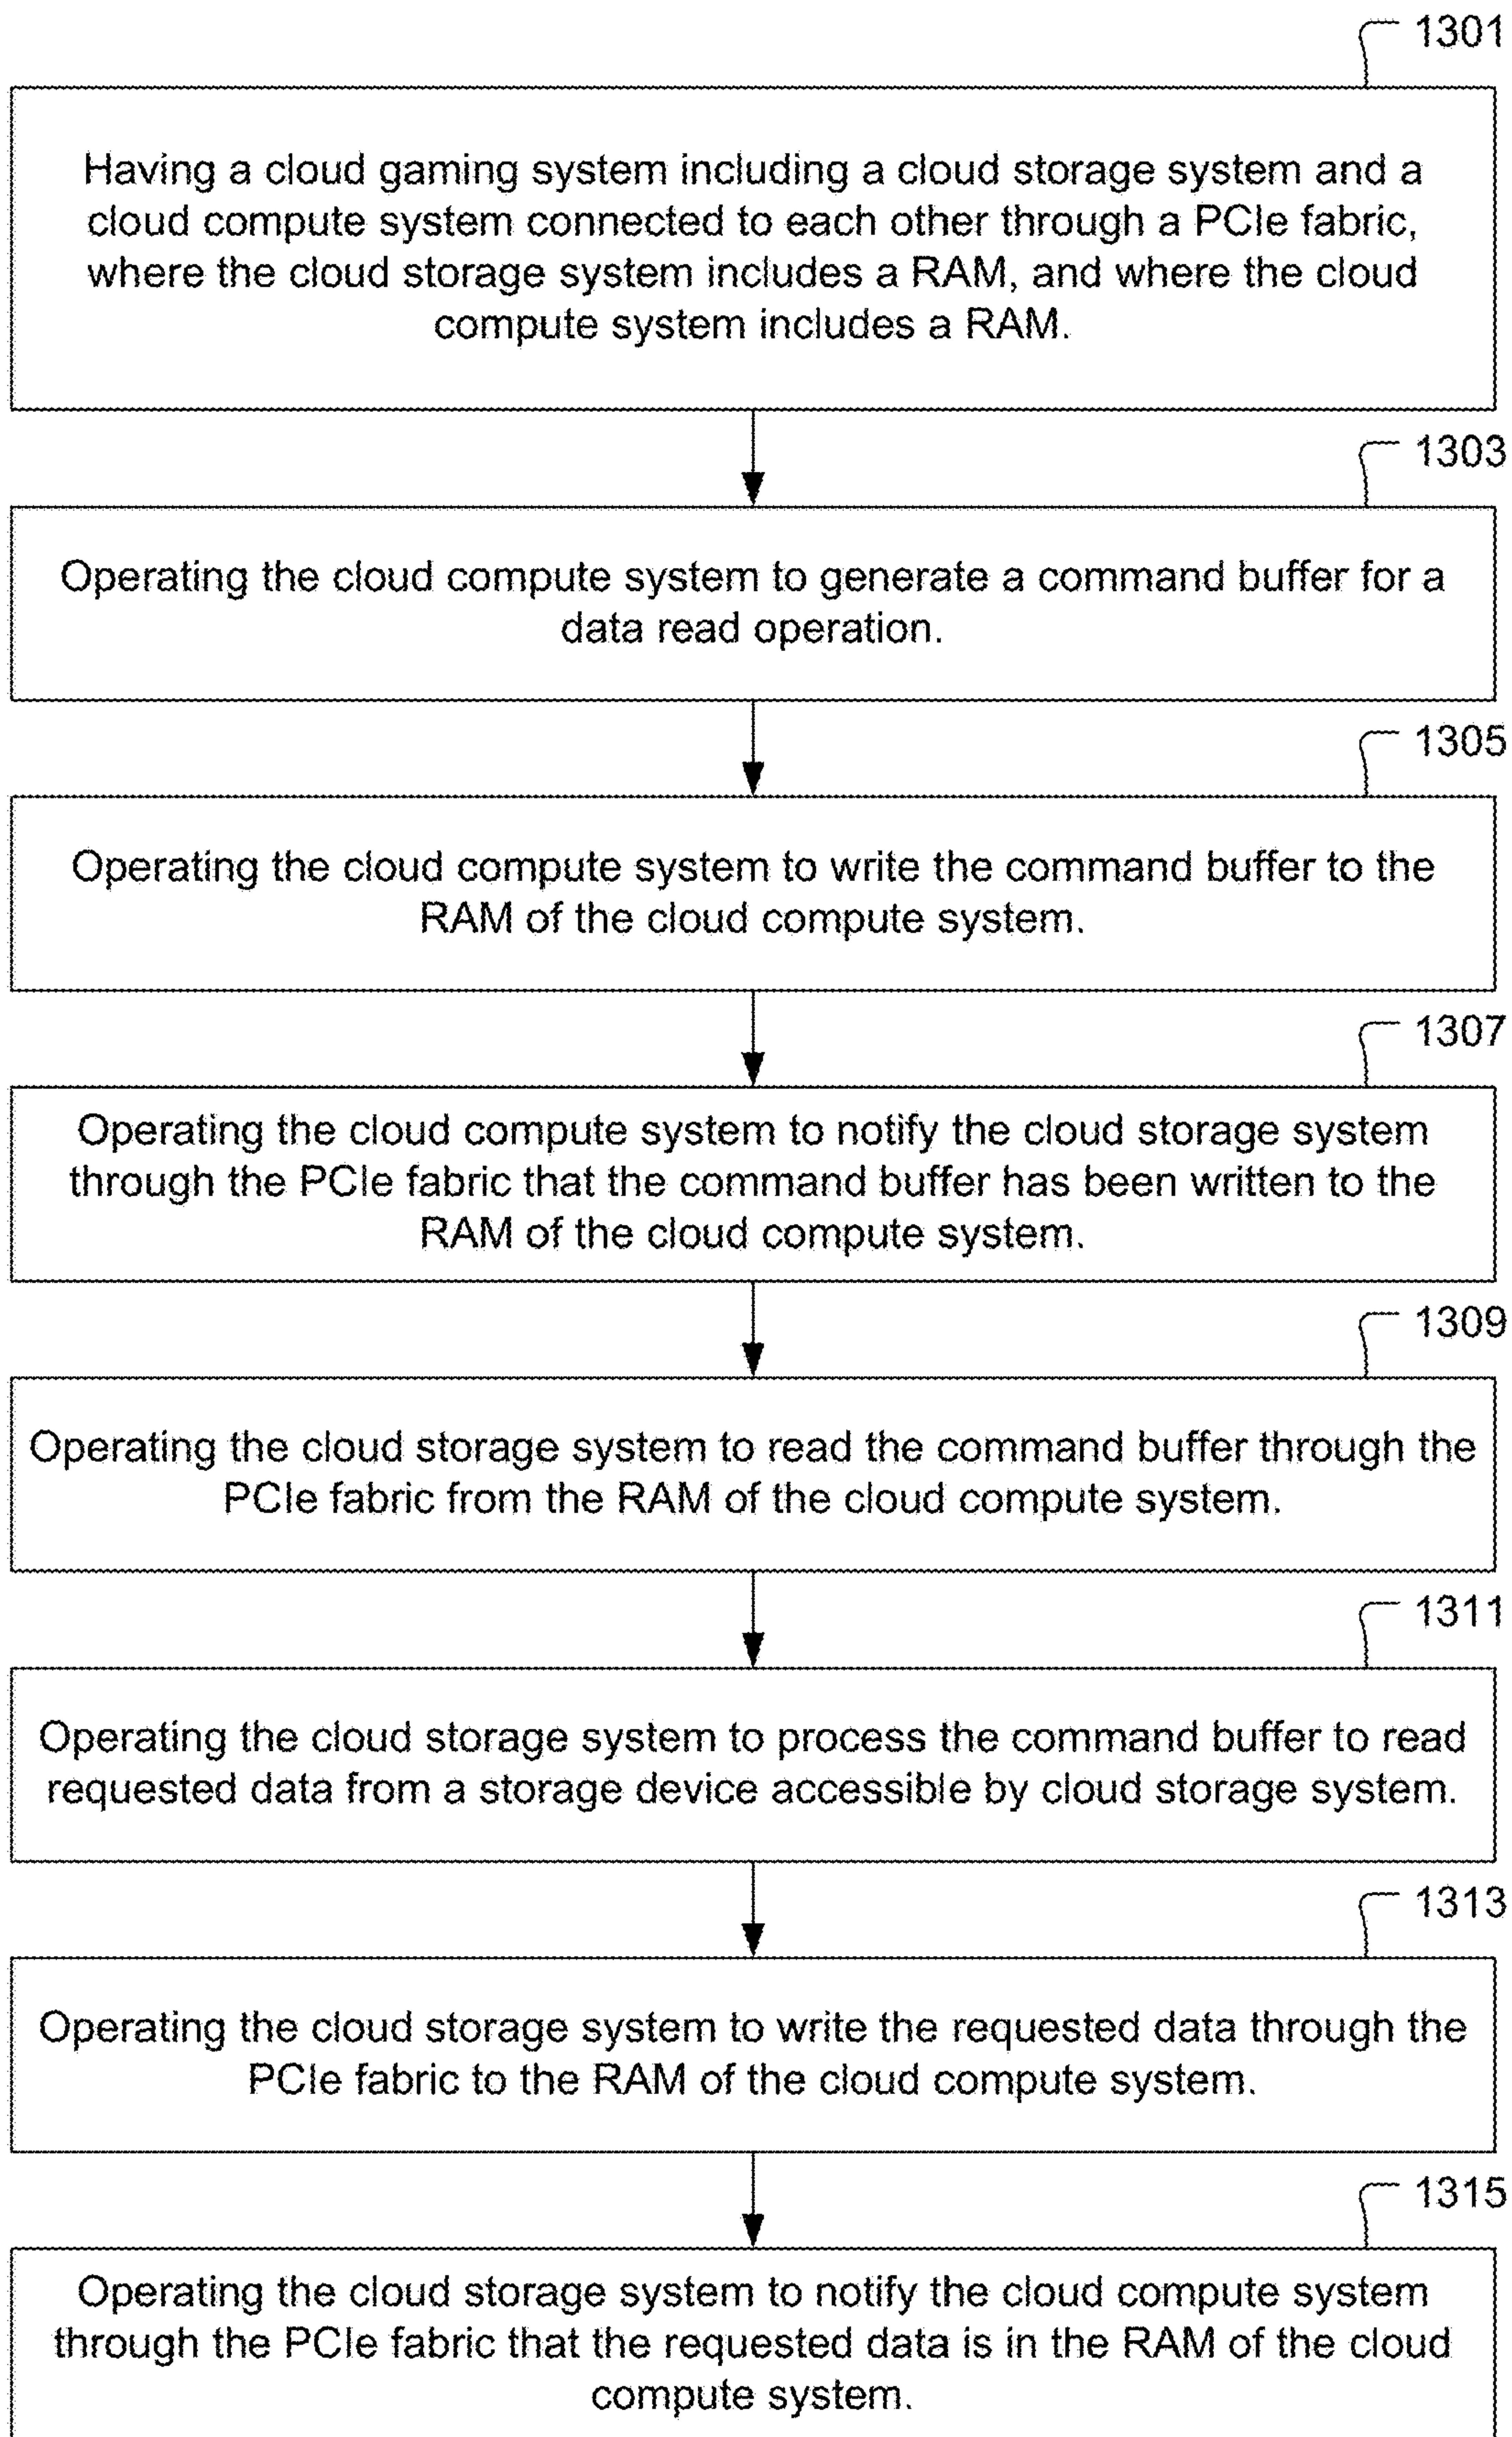 1301
Having a cloud gaming system including a cloud storage system and a
cloud compute system connected to each other through a PCIe fabric,
where the cloud storage system includes a RAM, and where the cloud
compute system includes a RAM.
1303
Operating the cloud compute system to generate a command buffer for a
data read operation.
1305
Operating the cloud compute system to write the command buffer to the
RAM of the cloud compute system.
1307
Operating the cloud compute system to notify the cloud storage system
through the PCIe fabric that the command buffer has been written to the
RAM of the cloud compute system.
1309
Operating the cloud storage system to read the command buffer through the
PCIe fabric from the RAM of the cloud compute system.
1311
Operating the cloud storage system to process the command buffer to read
requested data from a storage device accessible by cloud storage system.
1313
Operating the cloud storage system to write the requested data through the
PCIe fabric to the RAM of the cloud compute system.
1315
Operating the cloud storage system to notify the cloud compute system
through the PCIe fabric that the requested data is in the RAM of the cloud
compute system.